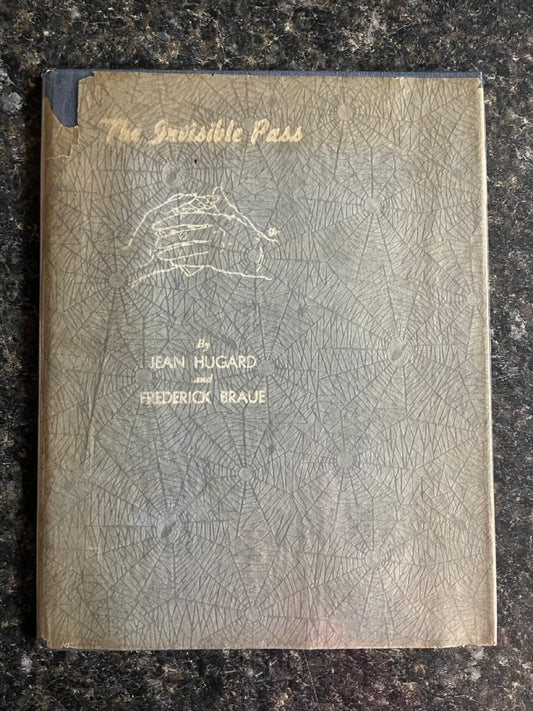 The Invisible Pass
By
JEAN HUGARD
and
FREDERICK BRAUE